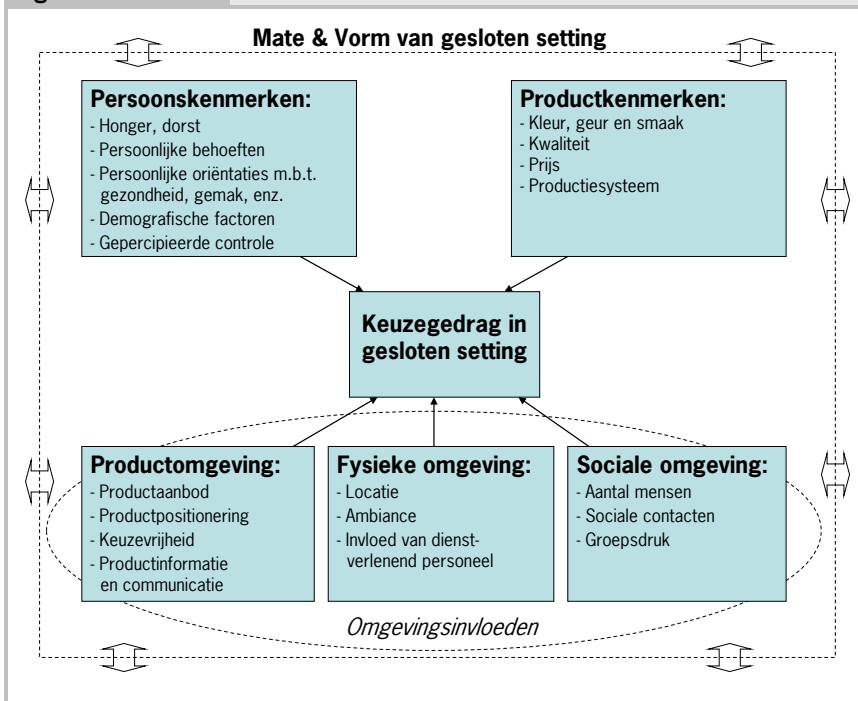 Mate & Vorm van gesloten setting
Persoonskenmerken:
- Honger, dorst
- Persoonlijke behoeften
- Persoonlijke oriëntaties m.b.t.
gezondheid, gemak, enz.
- Demografische factoren
- Gepercipieerde controle
Productkenmerken:
- Kleur, geur en smaak
- Kwaliteit
- Prijs
- Productiesysteem
Keuzegedrag in
gesloten setting
Productomgeving:
- Productaanbod
- Productpositionering
- Keuzevrijheid
- Productinformatie
en communicatie
Fysieke omgeving:
- Locatie
- Ambiance
- Invloed van dienst-
verlenend personeel
Sociale omgeving:
- Aantal mensen
- Sociale contacten
- Groepsdruk
Omgevingsinvloeden